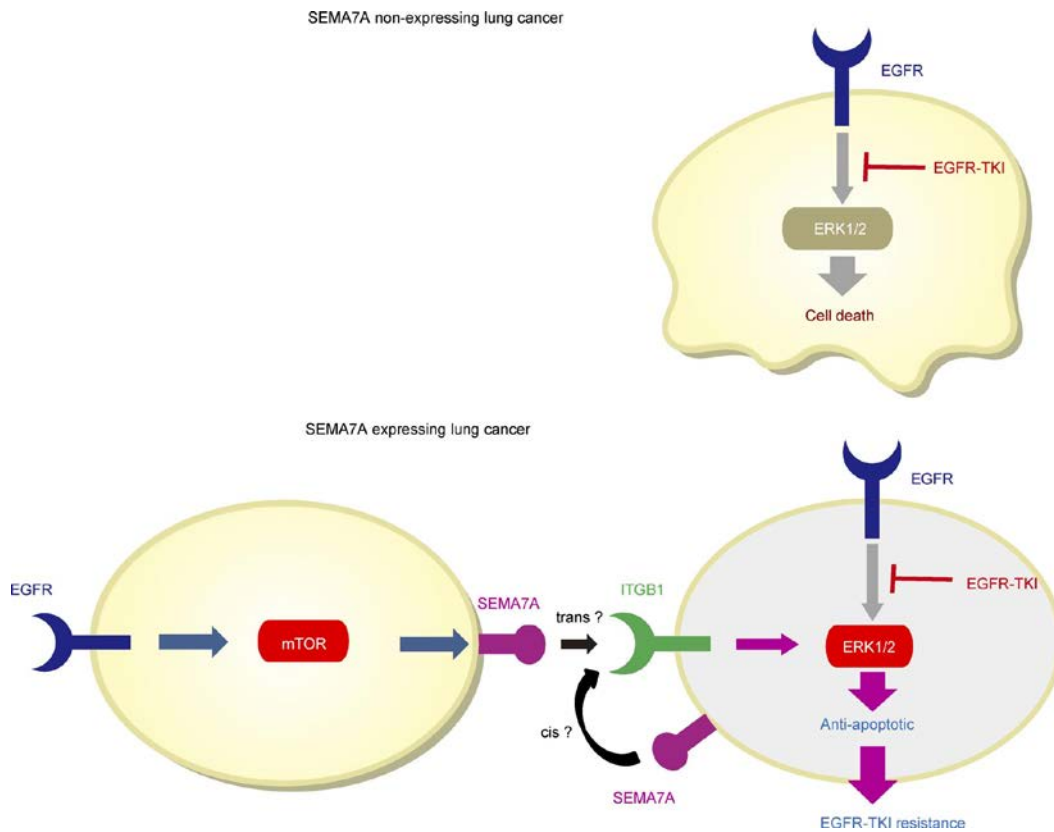 SEMA7A non-expressing lung cancer
EGFR
EGFR-TKI
ERK1/2
Cell death
SEMA7A expressing lung cancer
EGFR
EGFR-TKI
EGFR
mTOR
SEMA7A
trans ?
ITGB1
ERK1/2
cis ?
Anti-apoptotic
SEMA7A
EGFR-TKI resistance